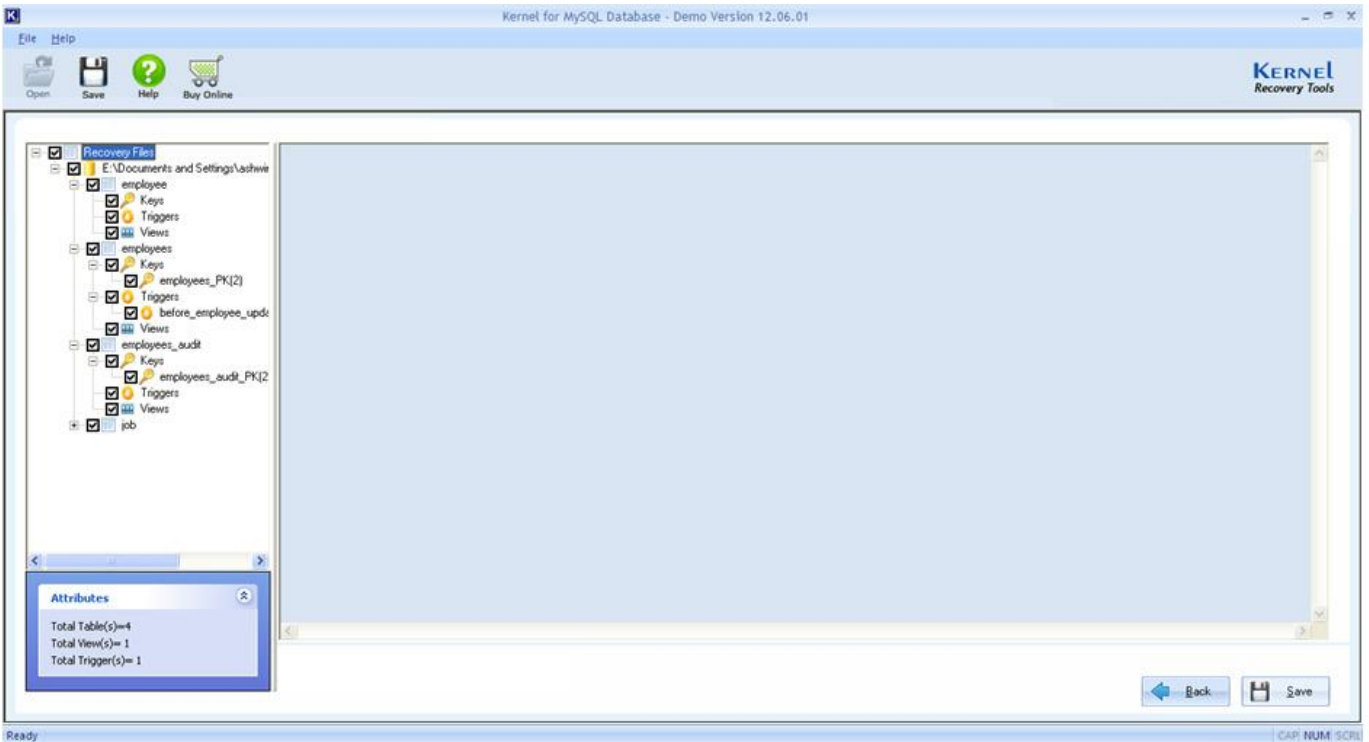 Kernel for MySQL Database - Demo Version 12.06.01
File Help
Open Save Help Buy Online
KERNEL
Recovery Tools
Recovery Files
E:\Documents and Settings\ashwi
employee
Keys
Triggers
Views
employees
Keys
employees_PK(2)
Triggers
before_employee_upda
Views
employees_audit
Keys
employees_audit_PK(2
Triggers
Views
job
Attributes
Total Table(s)=4
Total View(s)= 1
Total Trigger(s)= 1
Back Save
Ready
CAP NUM SCRL